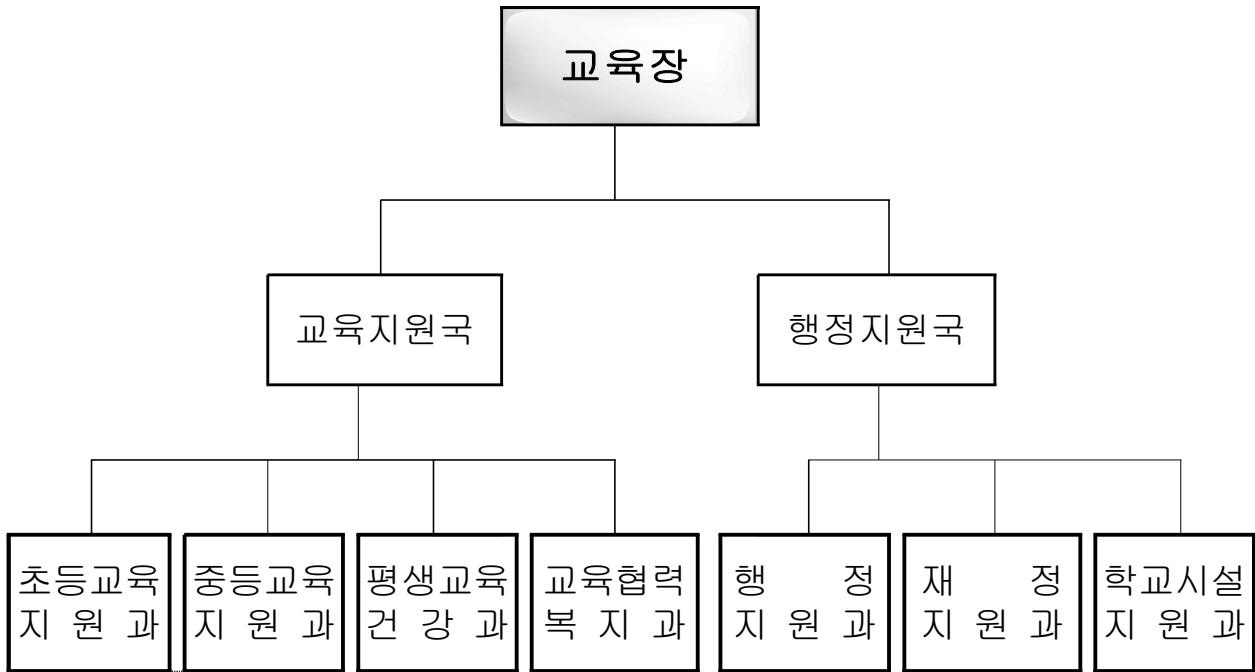 교육장
교육지원국
행정지원국
초등교육
지 원 과
중등교육
지 원 과
평생교육
건 강 과
교육협력
복 지 과
행 정
지 원 과
재 정
지 원 과
학교시설
지 원 과